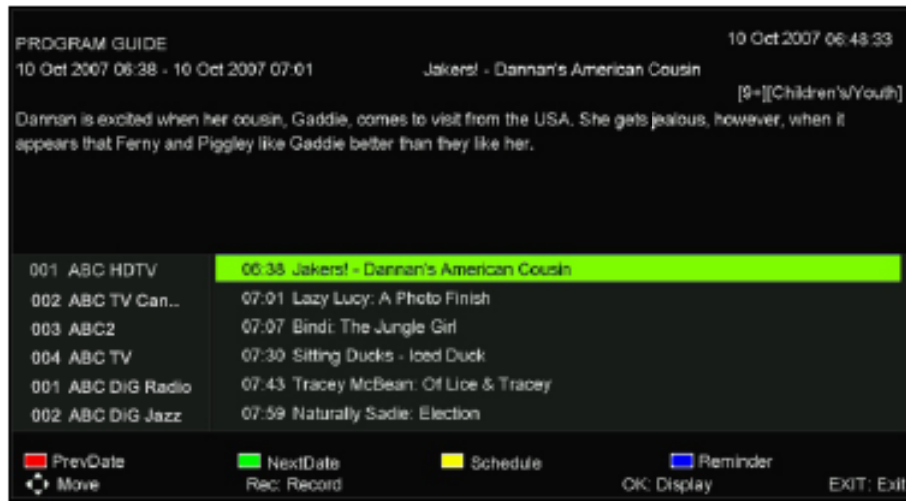 PROGRAM GUIDE
10 Oct 2007 06:48:33
10 Oct 2007 06:38 - 10 Oct 2007 07:01
Jakers! - Dannan's American Cousin
[9+][Children's/Youth]
Dannan is excited when her cousin, Gaddie, comes to visit from the USA. She gets jealous, however, when it
appears that Ferny and Piggley like Gaddie better than they like her.
001 ABC HDTV
06:38 Jakers! - Dannan's American Cousin
002 ABC TV Can..
07:01 Lazy Lucy: A Photo Finish
003 ABC2
07:07 Bindi: The Jungle Girl
004 ABC TV
07:30 Sitting Ducks - Iced Duck
001 ABC DiG Radio
07:43 Tracey McBean: Of Lice & Tracey
002 ABC DiG Jazz
07:59 Naturally Sadie: Election
PrevDate NextDate Schedule Reminder
Move Rec: Record OK: Display EXIT: Exit